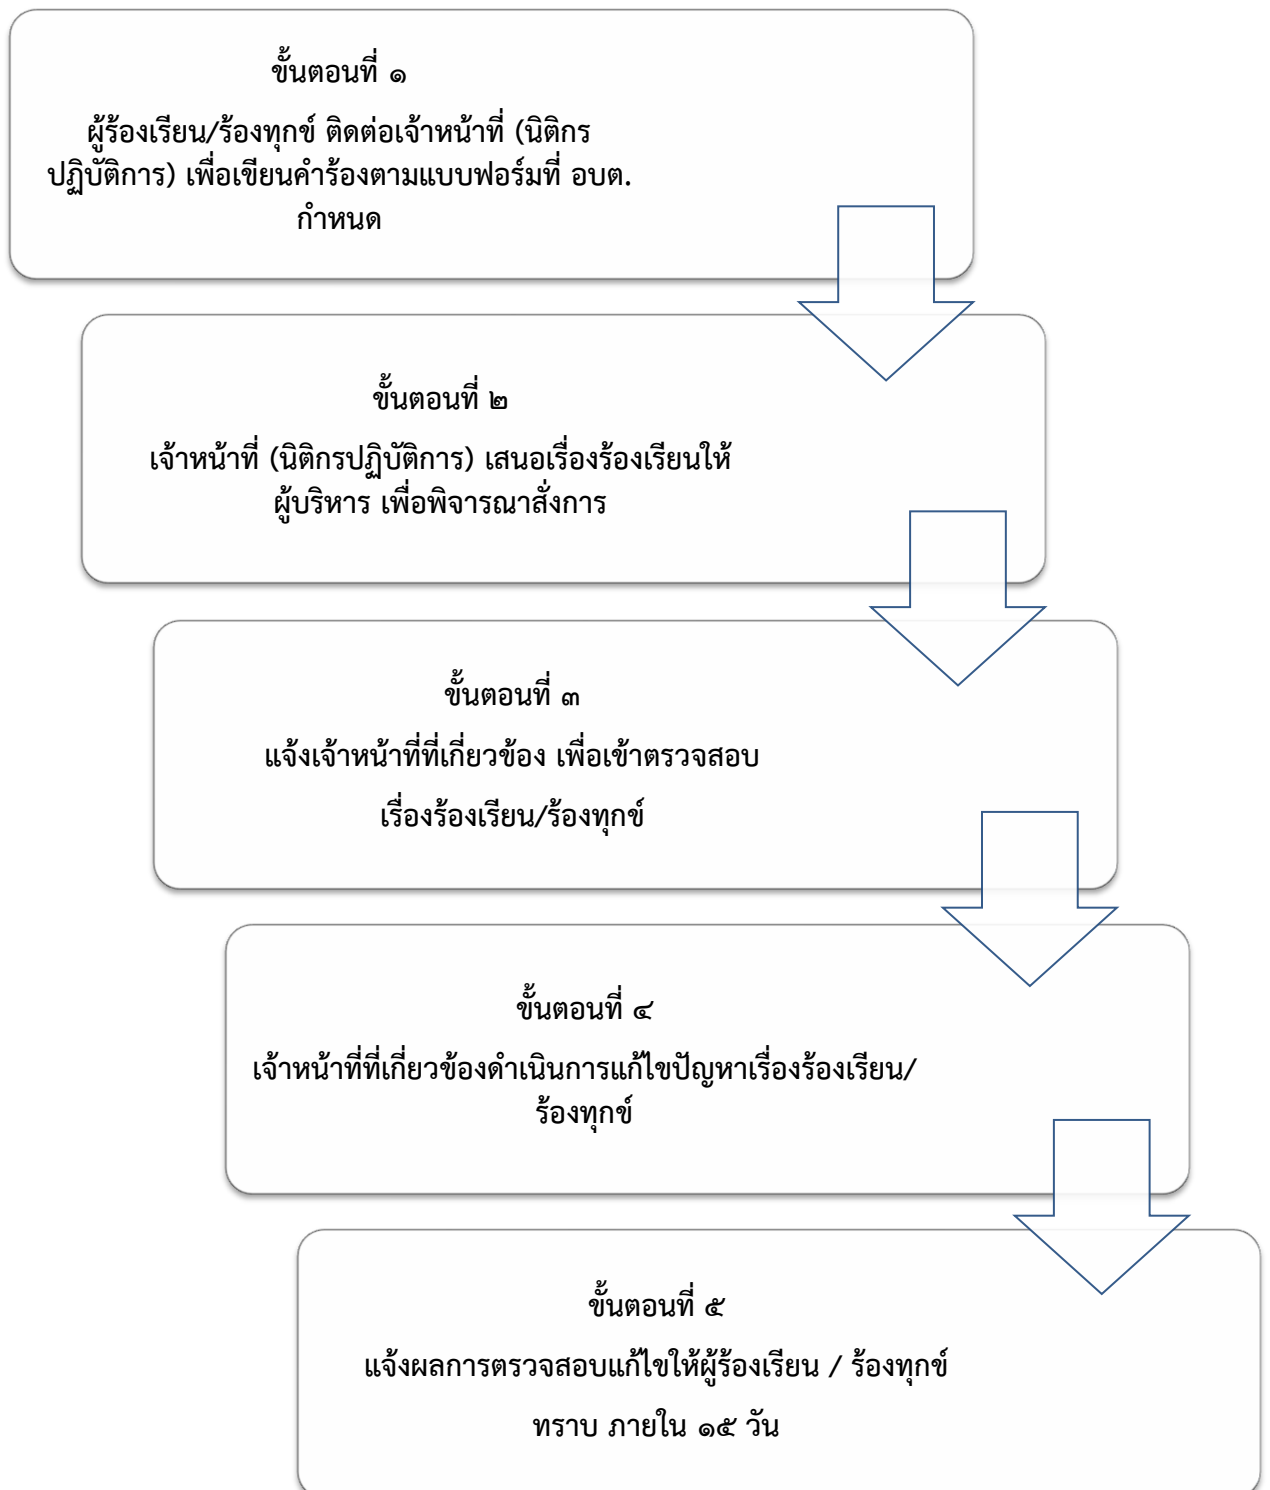 ขั้นตอนที่ ๑
ผู้ร้องเรียน/ร้องทุกข์ ติดต่อเจ้าหน้าที่ (นิติกร
ปฏิบัติการ) เพื่อเขียนคำร้องตามแบบฟอร์มที่ อบต.
กำหนด
ขั้นตอนที่ ๒
เจ้าหน้าที่ (นิติกรปฏิบัติการ) เสนอเรื่องร้องเรียนให้
ผู้บริหาร เพื่อพิจารณาสั่งการ
ขั้นตอนที่ ๓
แจ้งเจ้าหน้าที่ที่เกี่ยวข้อง เพื่อเข้าตรวจสอบ
เรื่องร้องเรียน/ร้องทุกข์
ขั้นตอนที่ ๔
เจ้าหน้าที่ที่เกี่ยวข้องดำเนินการแก้ไขปัญหาเรื่องร้องเรียน/
ร้องทุกข์
ขั้นตอนที่ ๕
แจ้งผลการตรวจสอบแก้ไขให้ผู้ร้องเรียน / ร้องทุกข์
ทราบ ภายใน ๑๕ วัน